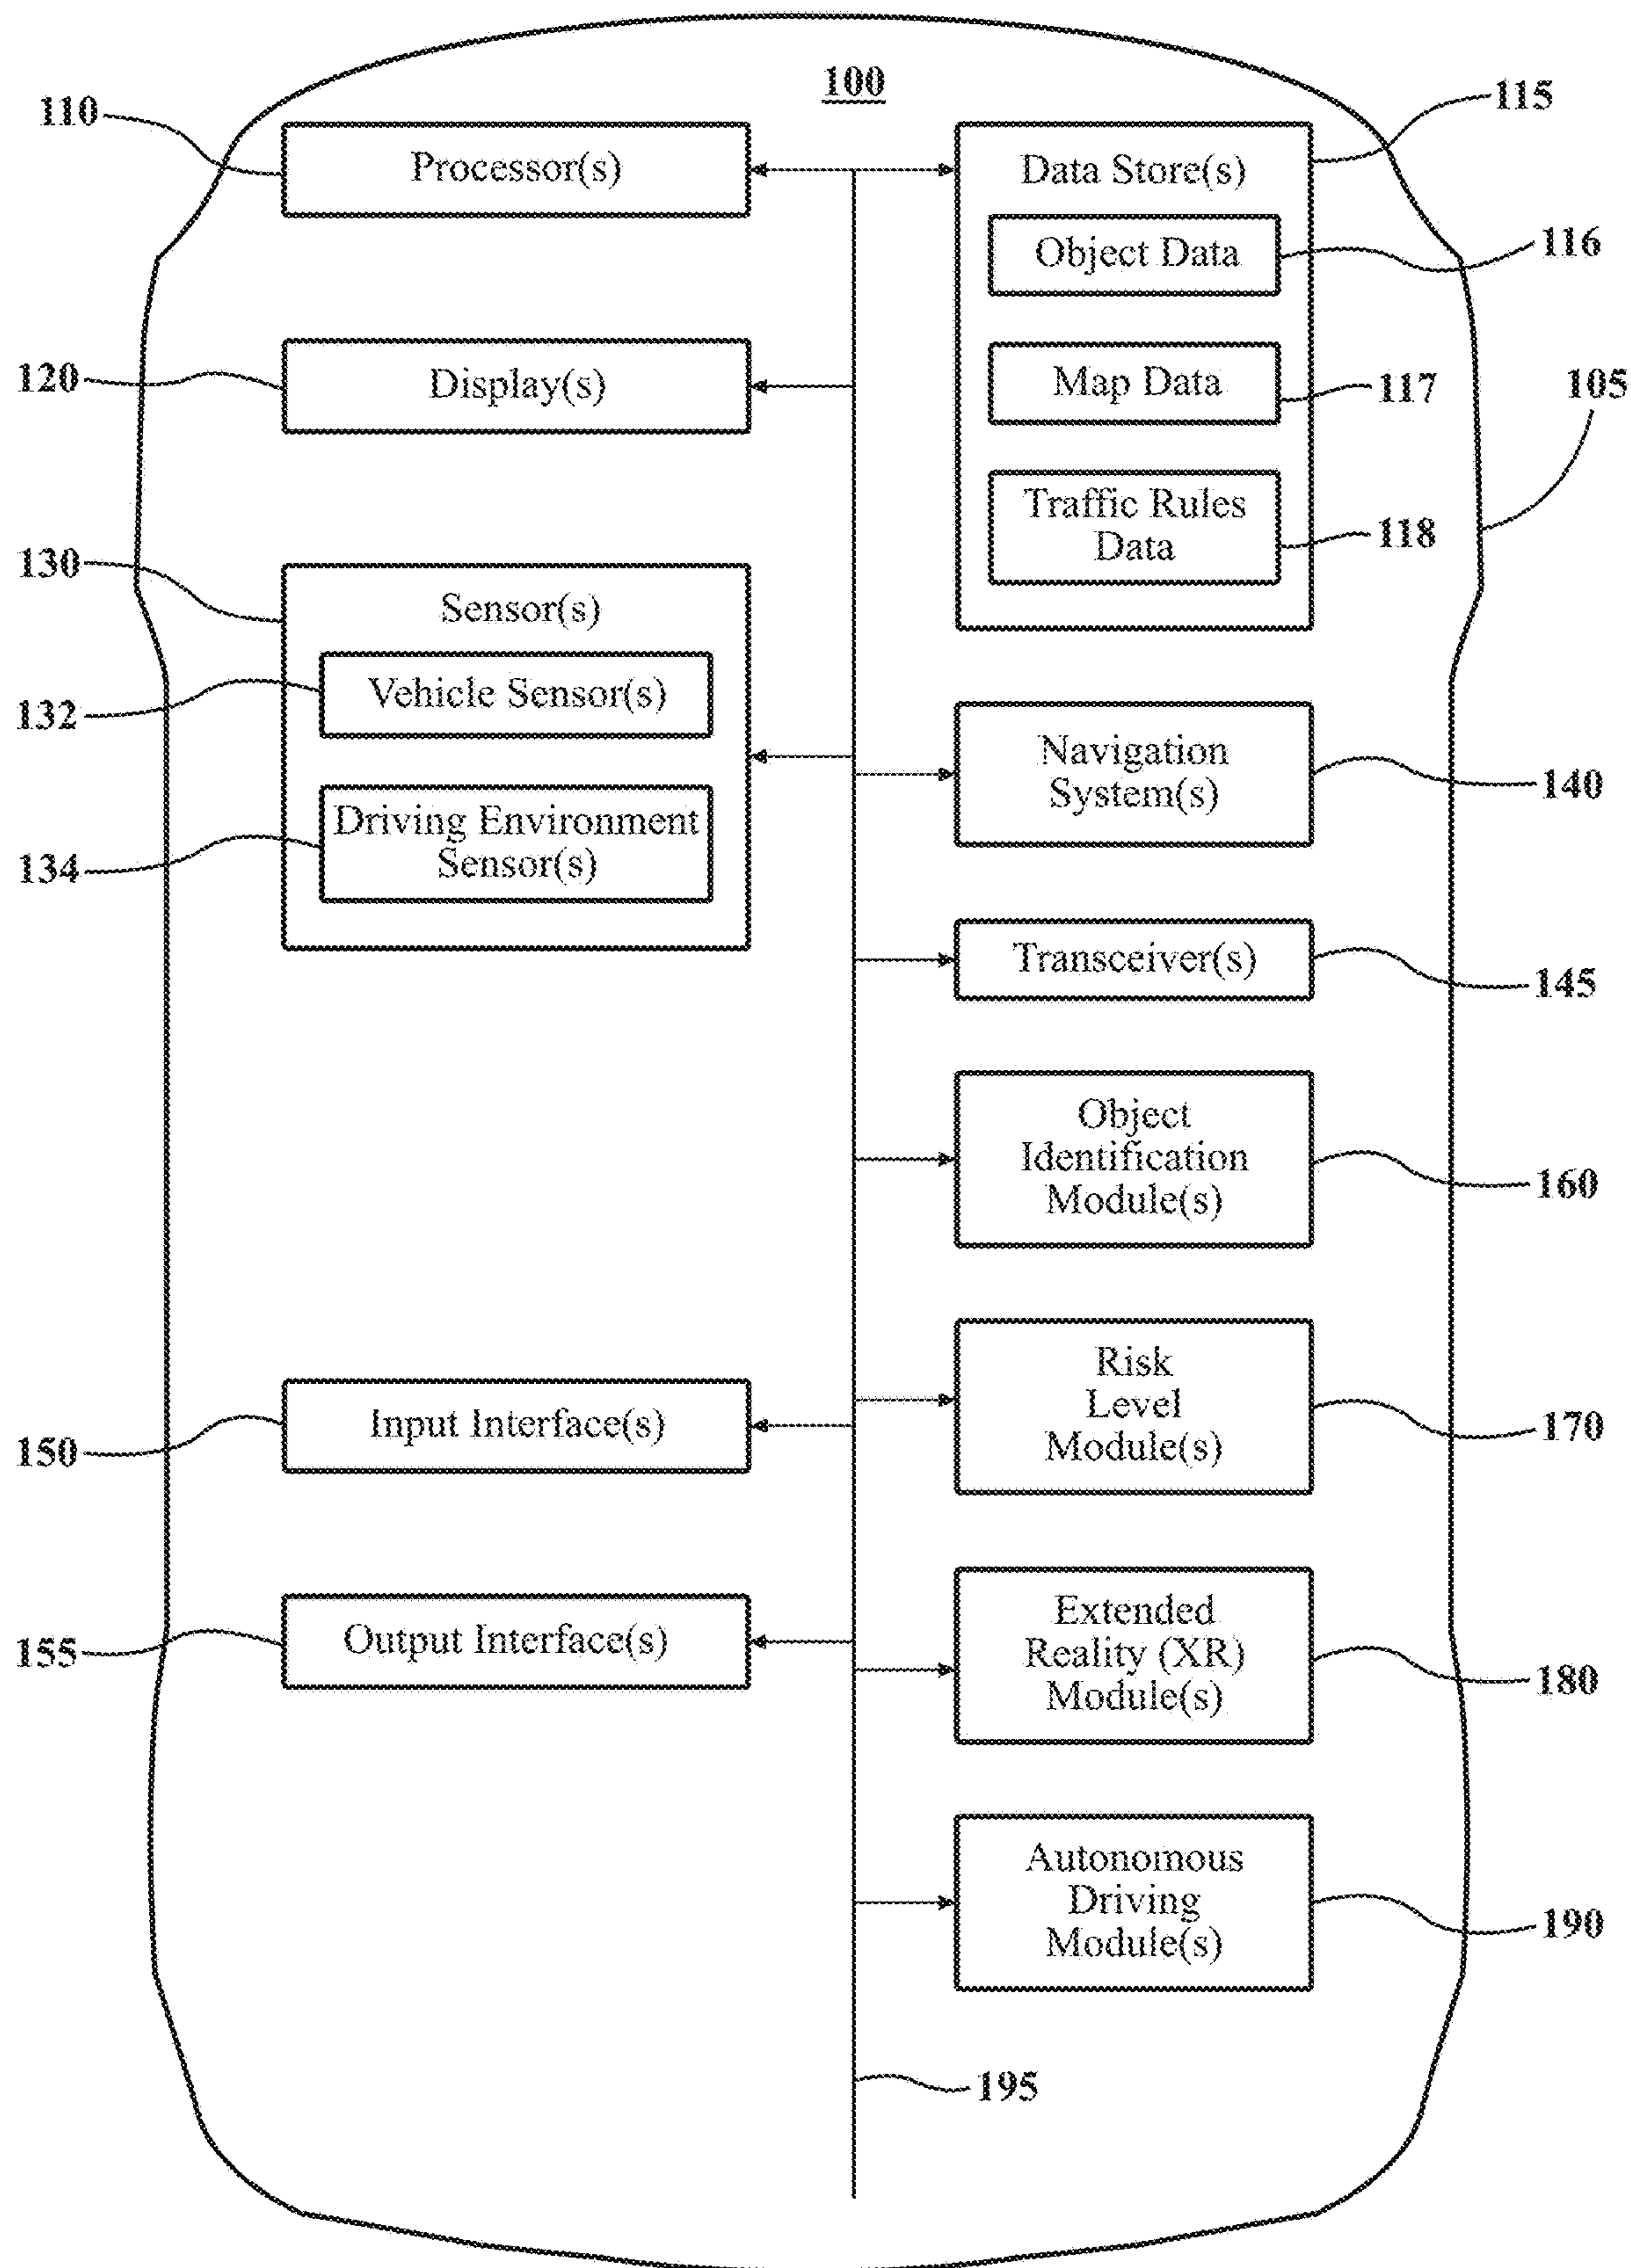 100
110
Processor(s)
115
Data Store(s)
116
Object Data
120
Display(s)
117
Map Data
105
118
Traffic Rules
Data
130
Sensor(s)
132
Vehicle Sensor(s)
134
Driving Environment
Sensor(s)
140
Navigation
System(s)
145
Transceiver(s)
160
Object
Identification
Module(s)
150
Input Interface(s)
170
Risk
Level
Module(s)
155
Output Interface(s)
180
Extended
Reality (XR)
Module(s)
190
Autonomous
Driving
Module(s)
195